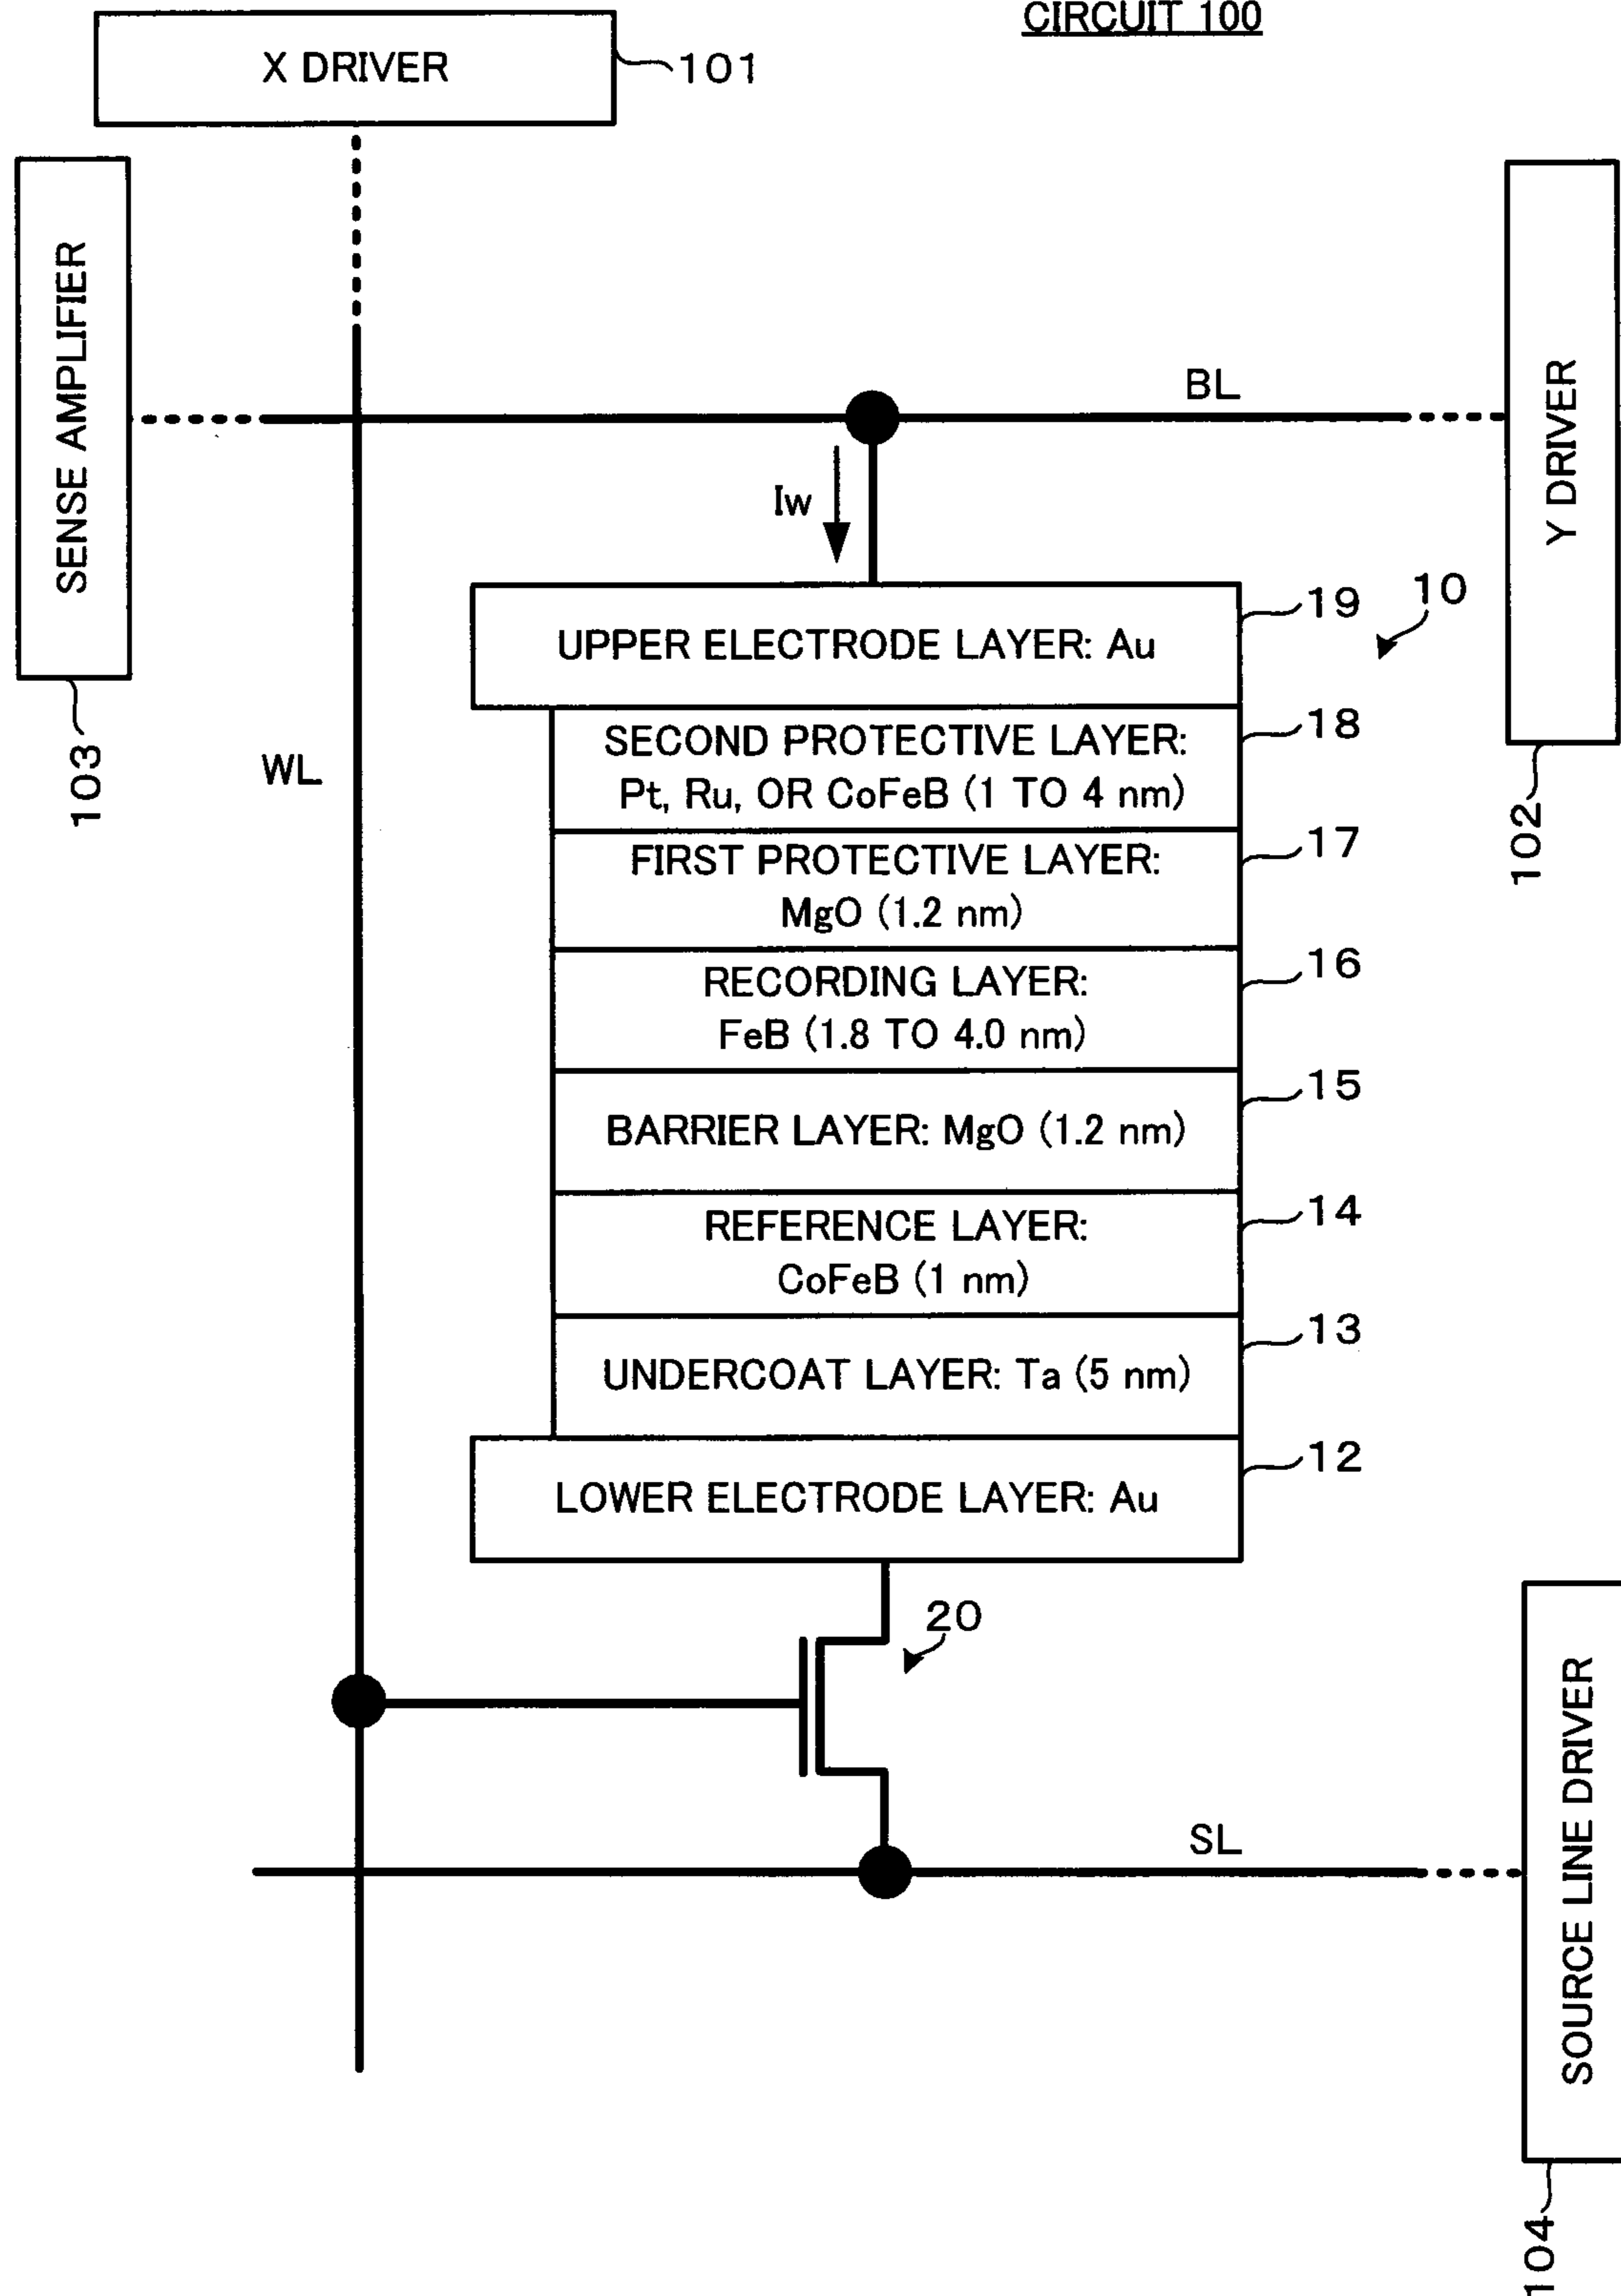 CIRCUIT 100
X DRIVER
101
SENSE AMPLIFIER
103
Y DRIVER
102
BL
Iw
WL
10
UPPER ELECTRODE LAYER: Au
19
SECOND PROTECTIVE LAYER:
Pt, Ru, OR CoFeB (1 TO 4 nm)
18
FIRST PROTECTIVE LAYER:
MgO (1.2 nm)
17
RECORDING LAYER:
FeB (1.8 TO 4.0 nm)
16
BARRIER LAYER: MgO (1.2 nm)
15
REFERENCE LAYER:
CoFeB (1 nm)
14
UNDERCOAT LAYER: Ta (5 nm)
13
LOWER ELECTRODE LAYER: Au
12
20
SL
SOURCE LINE DRIVER
104